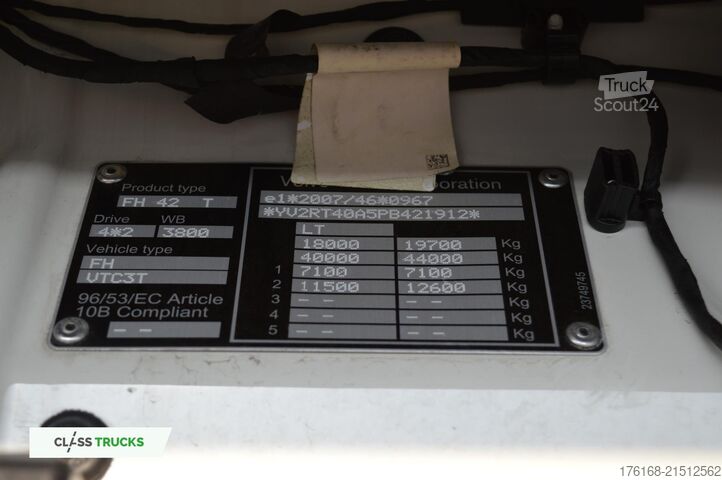 Truck
Scout24
Product type
FH 42 T
Drive WB
4*2 3800
Vehicle type
FH
VTC3T
96/53/EC Article
10B Compliant
-- --
e1*2007/46*0967
*YV2RT40A5PB421912*
LT
18000 19700 Kg
40000 44000 Kg
1 7100 7100 Kg
2 11500 12600 Kg
3 -- -- -- -- Kg
4 -- -- -- -- Kg
5 -- -- -- -- Kg
23749745
CLASS TRUCKS
176168-21512562